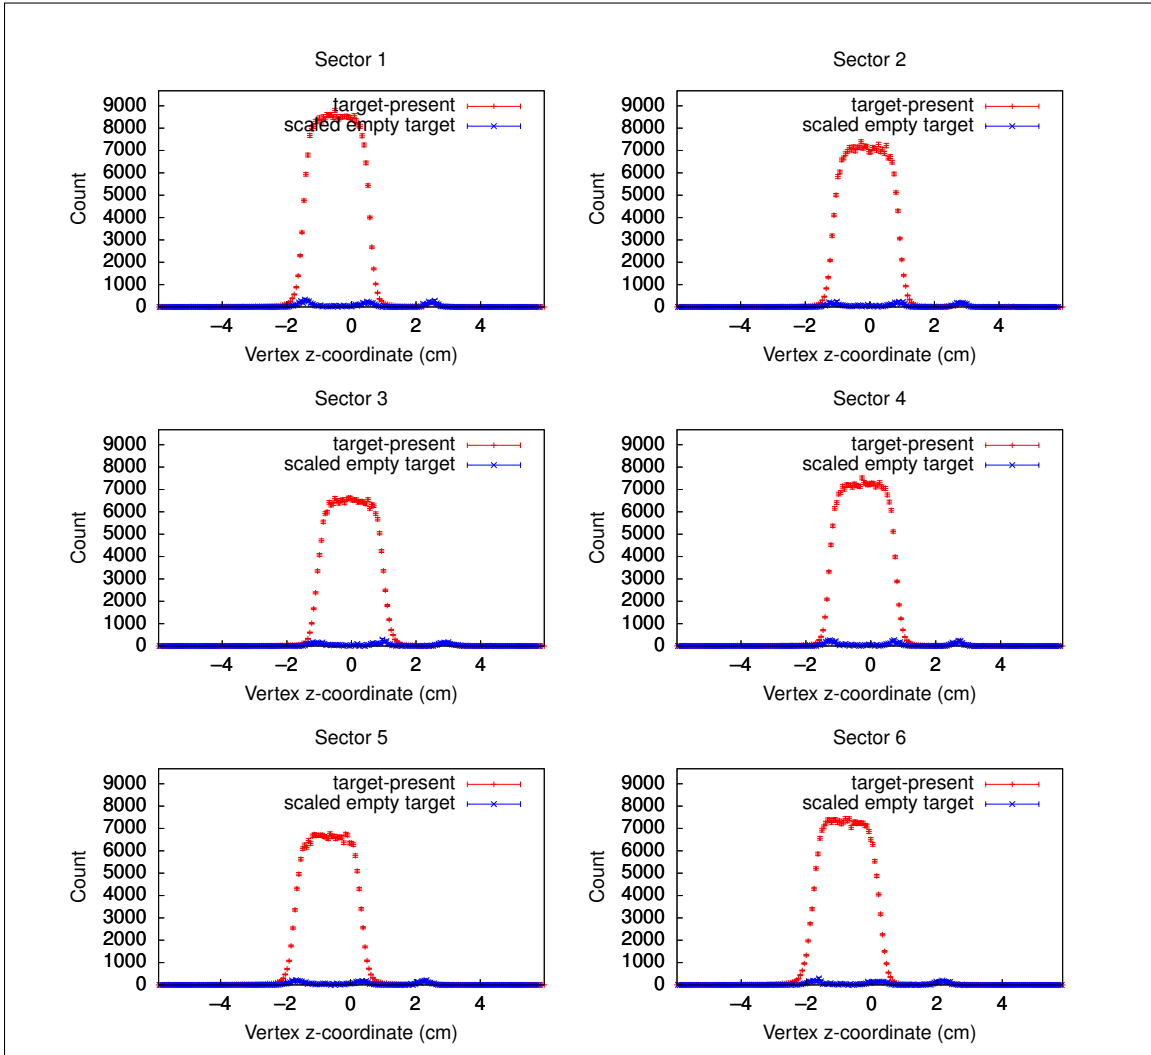 Sector 1
9000
8000
7000
6000
5000
4000
3000
2000
1000
0
Count
target-present
scaled empty target
−4 −2 0 2 4
Vertex z-coordinate (cm)
Sector 2
9000
8000
7000
6000
5000
4000
3000
2000
1000
0
Count
target-present
scaled empty target
−4 −2 0 2 4
Vertex z-coordinate (cm)
Sector 3
9000
8000
7000
6000
5000
4000
3000
2000
1000
0
Count
target-present
scaled empty target
−4 −2 0 2 4
Vertex z-coordinate (cm)
Sector 4
9000
8000
7000
6000
5000
4000
3000
2000
1000
0
Count
target-present
scaled empty target
−4 −2 0 2 4
Vertex z-coordinate (cm)
Sector 5
9000
8000
7000
6000
5000
4000
3000
2000
1000
0
Count
target-present
scaled empty target
−4 −2 0 2 4
Vertex z-coordinate (cm)
Sector 6
9000
8000
7000
6000
5000
4000
3000
2000
1000
0
Count
target-present
scaled empty target
−4 −2 0 2 4
Vertex z-coordinate (cm)